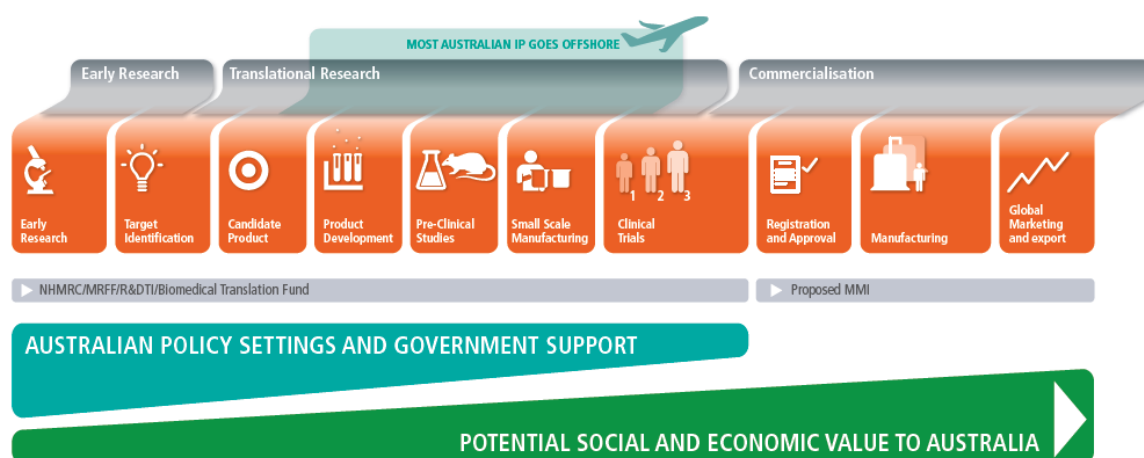 MOST AUSTRALIAN IP GOES OFFSHORE
Early Research
Translational Research
Commercialisation
Early
Research
Target
Identification
Candidate
Product
Product
Development
Pre-Clinical
Studies
Small Scale
Manufacturing
1 2 3
Clinical
Trials
Registration
and Approval
Manufacturing
Global
Marketing
and export
NHMRC/MRFF/R&DTI/Biomedical Translation Fund
Proposed MMI
AUSTRALIAN POLICY SETTINGS AND GOVERNMENT SUPPORT
POTENTIAL SOCIAL AND ECONOMIC VALUE TO AUSTRALIA